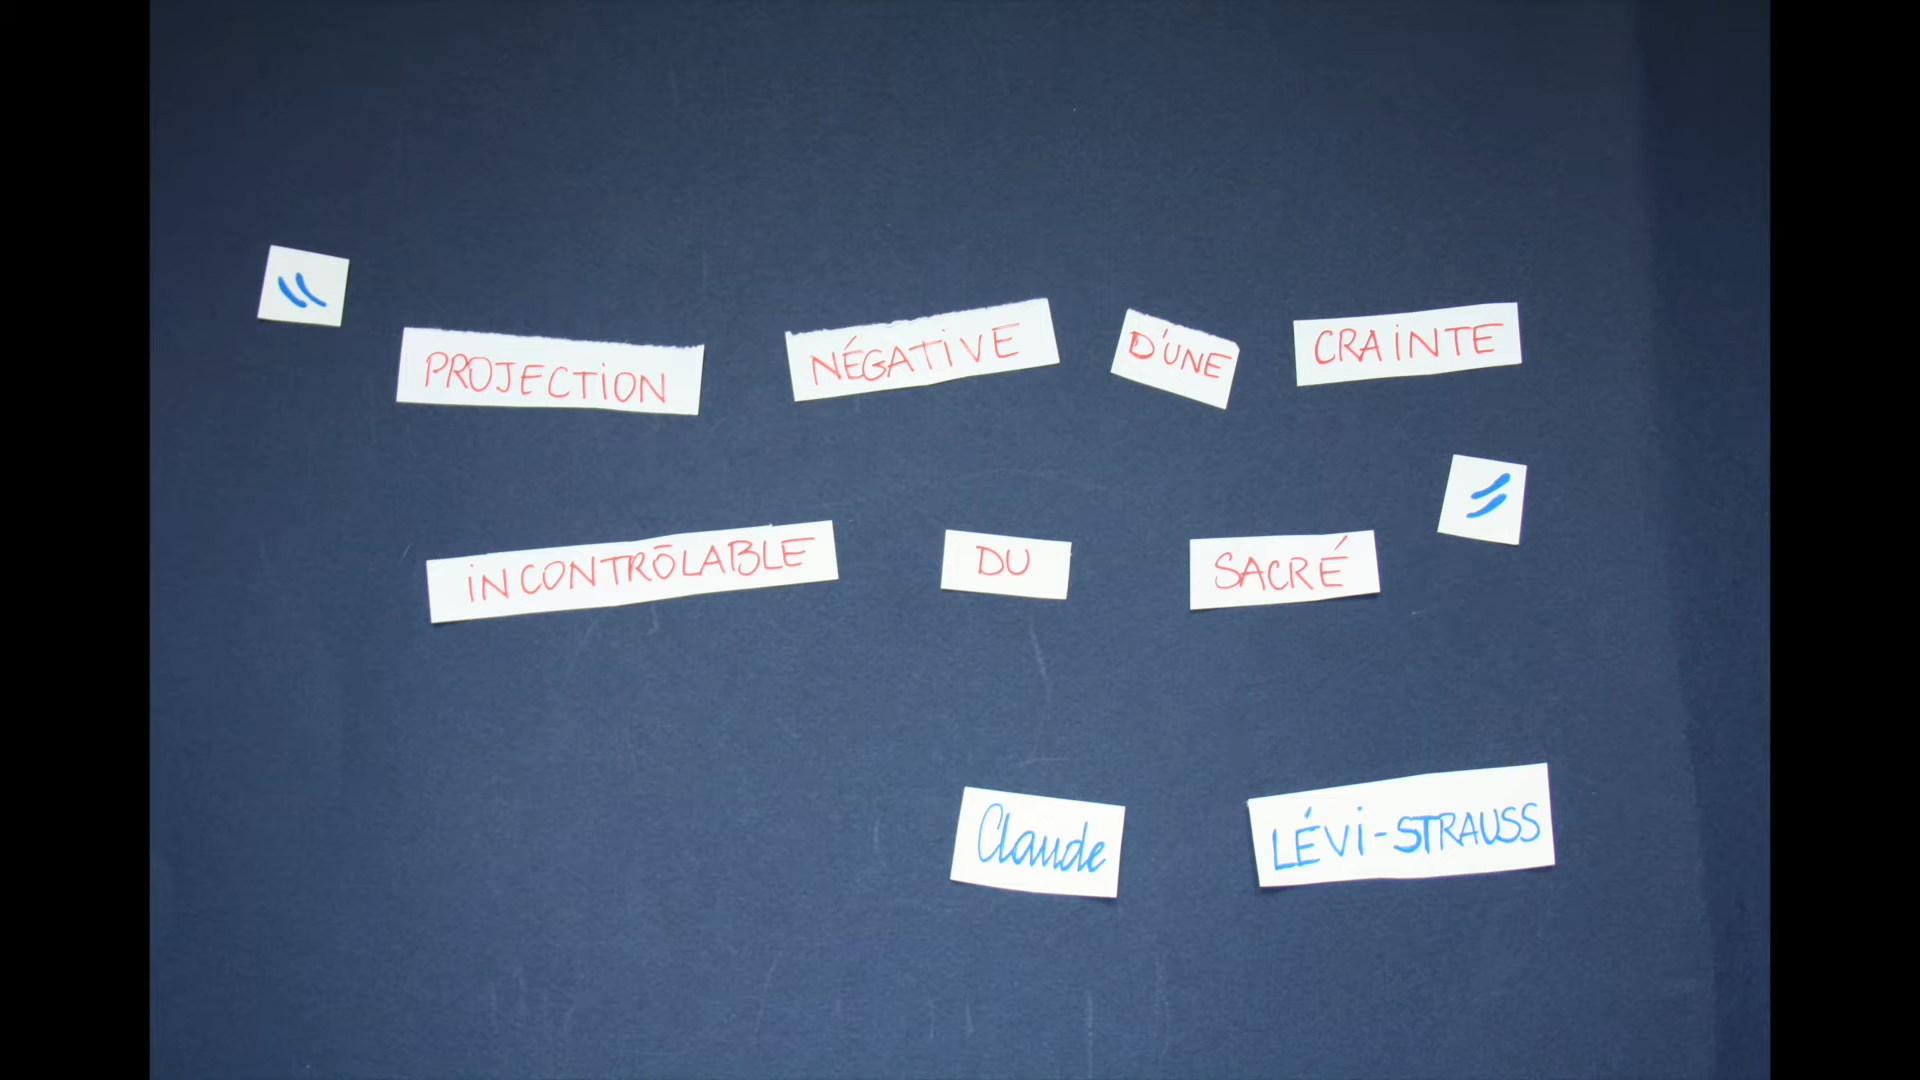 " PROJECTION NÉGATIVE D'UNE CRAINTE
INCONTRÔLABLE DU SACRÉ "
Claude LÉVI-STRAUSS